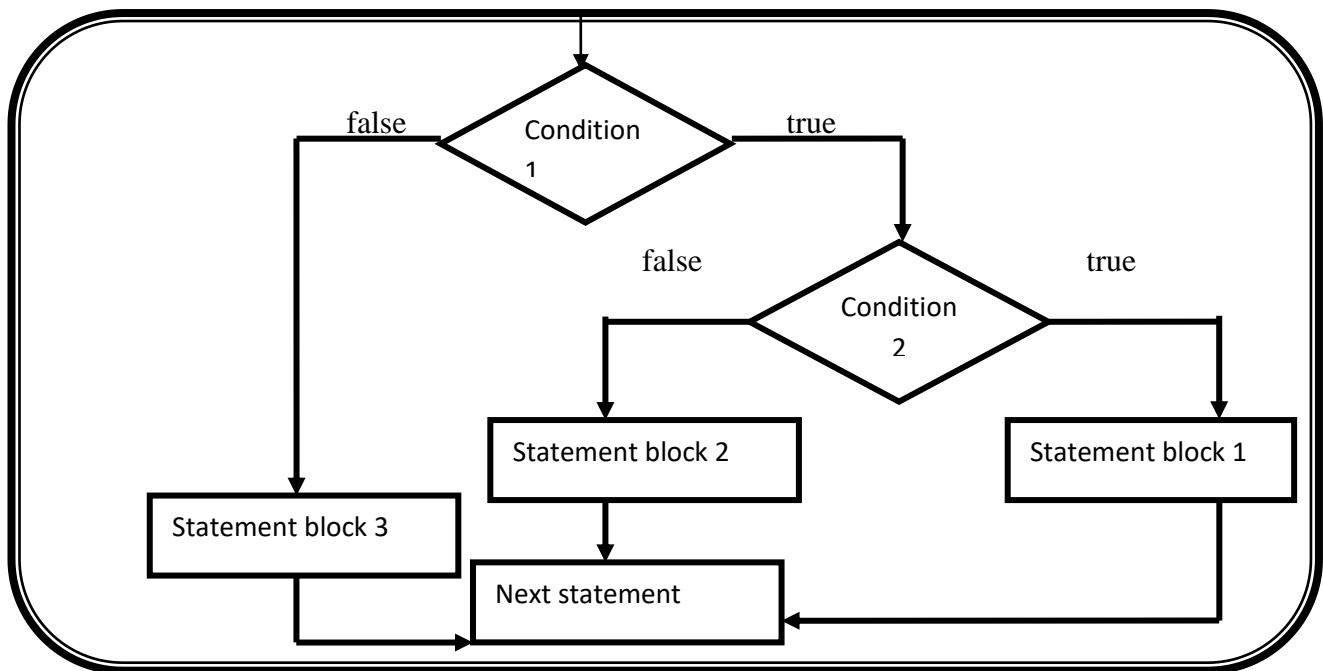 false
Condition
1
true
false
Condition
2
true
Statement block 2
Statement block 1
Statement block 3
Next statement